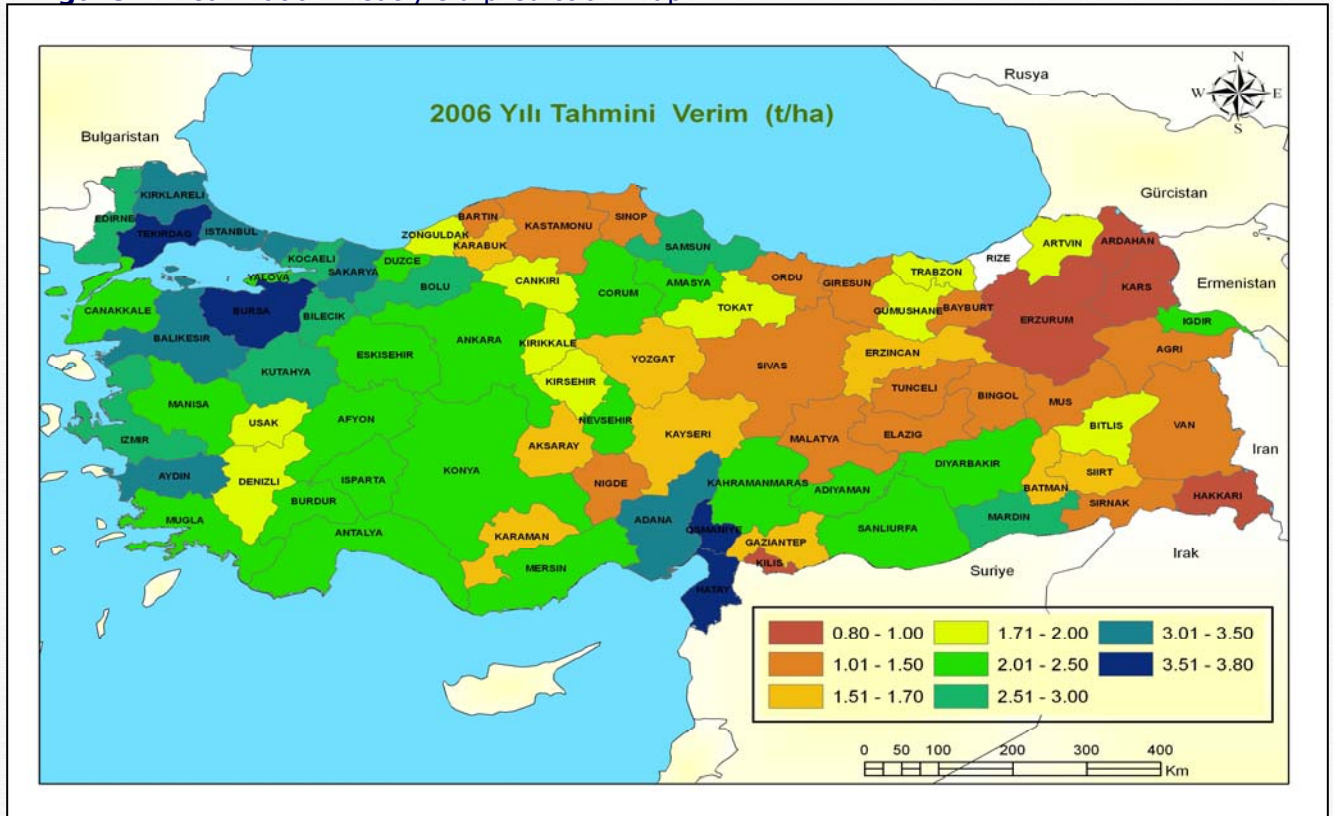 2006 Yılı Tahmini Verim (t/ha)
N
W E
S
Rusya
Bulgaristan
Gürcistan
Ermenistan
Iran
Irak
Suriye
KIRKLARELI
EDIRNE
TEKIRDAG
ISTANBUL
KOCAELI
YALOVA
SAKARYA
DUZCE
BOLU
ZONGULDAK
BARTIN
KARABUK
KASTAMONU
SINOP
CANKIRI
CORUM
SAMSUN
AMASYA
TOKAT
ORDU
GIRESUN
TRABZON
GUMUSHANE
BAYBURT
RIZE
ARTVIN
ARDAHAN
KARS
ERZURUM
IGDIR
AGRI
CANAKKALE
BALIKESIR
BURSA
BILECIK
KUTAHYA
ESKISEHIR
ANKARA
KIRIKKALE
KIRSEHIR
YOZGAT
SIVAS
ERZINCAN
TUNCELI
BINGOL
MUS
BITLIS
VAN
MANISA
USAK
AFYON
IZMIR
AYDIN
DENIZLI
MUGLA
BURDUR
ISPARTA
ANTALYA
KONYA
AKSARAY
NEVSEHIR
KAYSERI
NIGDE
MALATYA
ELAZIG
DIYARBAKIR
BATMAN
SIIRT
SIRNAK
HAKKARI
KARAMAN
MERSIN
ADANA
KAHRAMANMARAS
ADIYAMAN
OSMANIYE
GAZIANTEP
KILIS
HATAY
SANLIURFA
MARDIN
0.80 - 1.00 1.71 - 2.00 3.01 - 3.50
1.01 - 1.50 2.01 - 2.50 3.51 - 3.80
1.51 - 1.70 2.51 - 3.00
0 50 100 200 300 400
Km